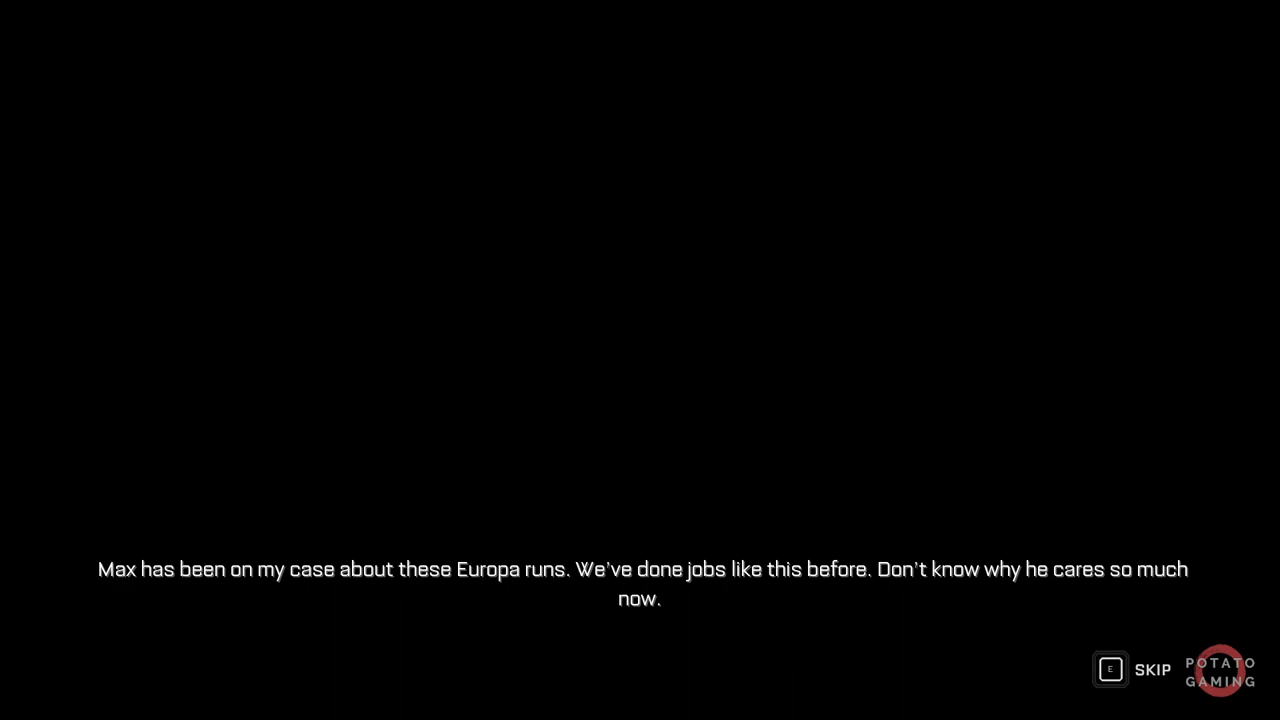 Max has been on my case about these Europa runs. We've done jobs like this before. Don't know why he cares so much
now.
E SKIP
POTATO
GAMING